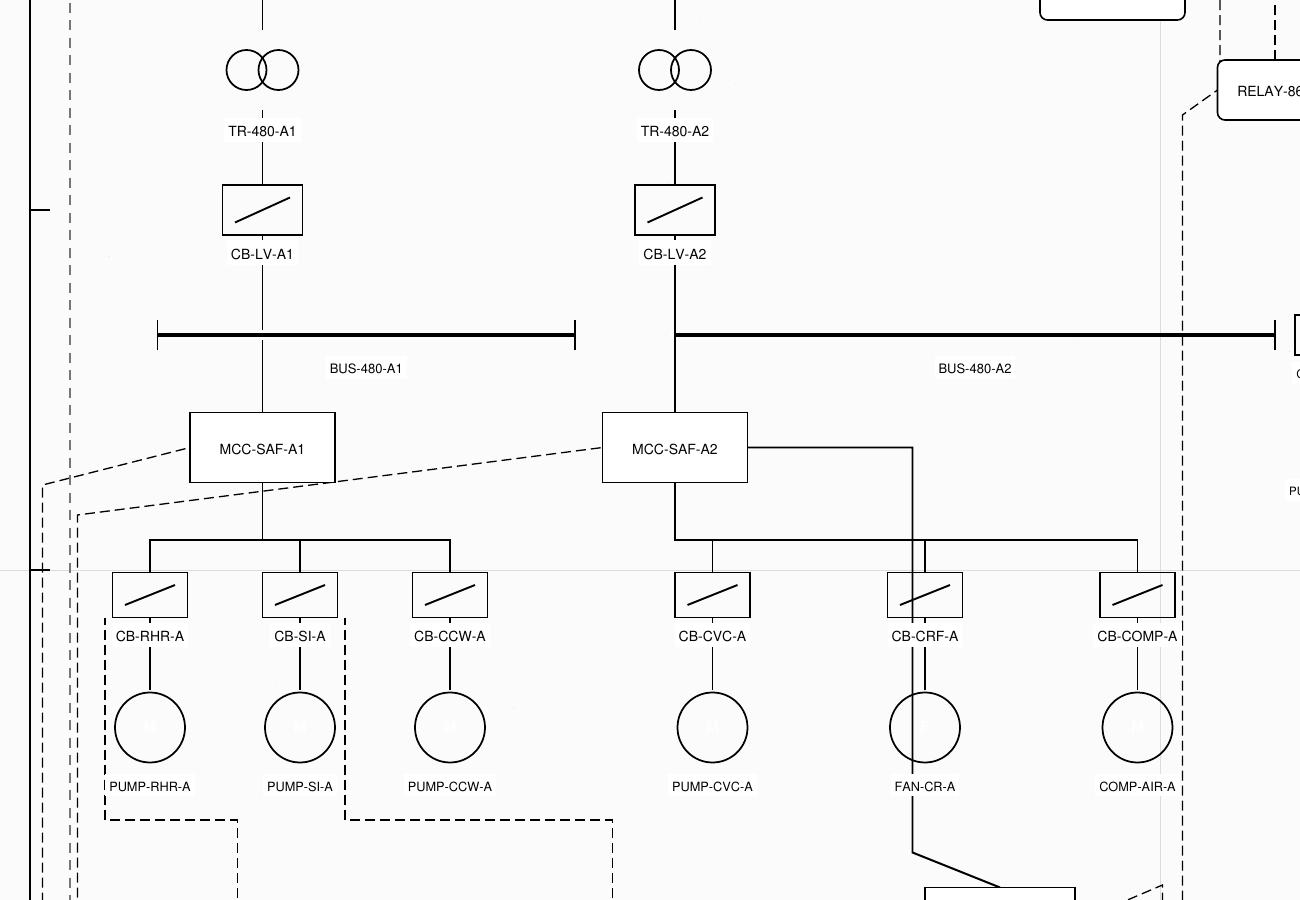 RELAY-86
TR-480-A1
TR-480-A2
CB-LV-A1
CB-LV-A2
BUS-480-A1
BUS-480-A2
MCC-SAF-A1
MCC-SAF-A2
CB-RHR-A
CB-SI-A
CB-CCW-A
CB-CVC-A
CB-CRF-A
CB-COMP-A
PUMP-RHR-A
PUMP-SI-A
PUMP-CCW-A
PUMP-CVC-A
FAN-CR-A
COMP-AIR-A